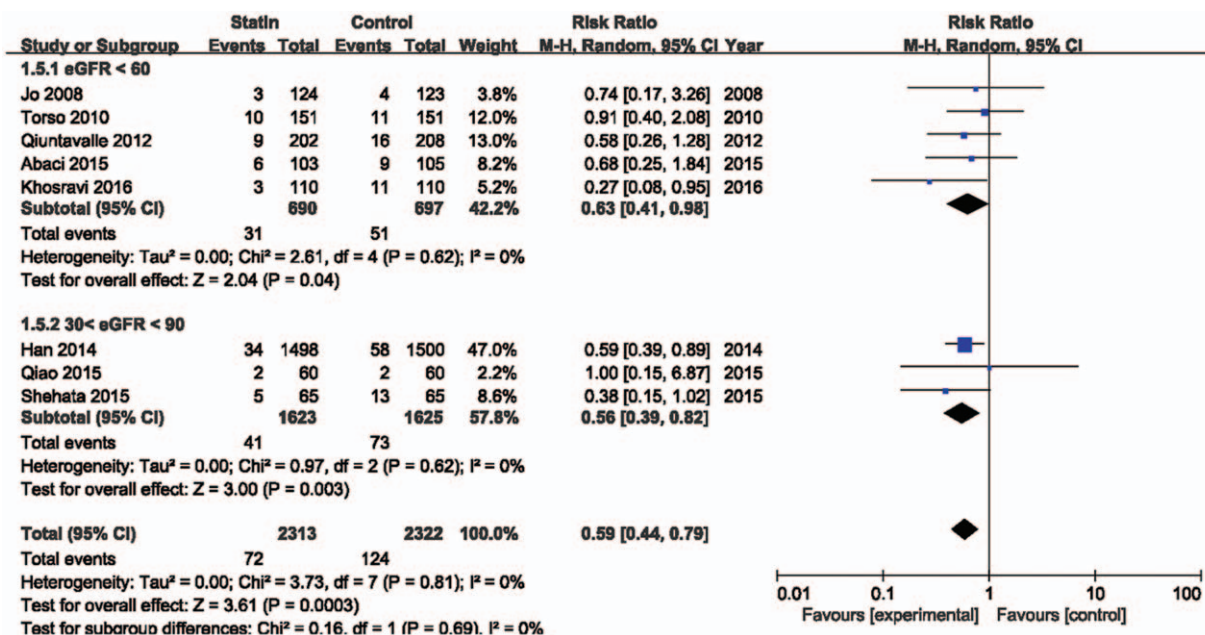 Statin Control Risk Ratio Risk Ratio
Study or Subgroup Events Total Events Total Weight M-H, Random, 95% CI Year M-H, Random, 95% CI
1.5.1 eGFR < 60
Jo 2008 3 124 4 123 3.8% 0.74 [0.17, 3.26] 2008
Torso 2010 10 151 11 151 12.0% 0.91 [0.40, 2.08] 2010
Qiuntavalle 2012 9 202 16 208 13.0% 0.58 [0.26, 1.28] 2012
Abaci 2015 6 103 9 105 8.2% 0.68 [0.25, 1.84] 2015
Khosravi 2016 3 110 11 110 5.2% 0.27 [0.08, 0.95] 2016
Subtotal (95% CI) 690 697 42.2% 0.63 [0.41, 0.98]
Total events 31 51
Heterogeneity: Tau² = 0.00; Chi² = 2.61, df = 4 (P = 0.62); I² = 0%
Test for overall effect: Z = 2.04 (P = 0.04)
1.5.2 30< eGFR < 90
Han 2014 34 1498 58 1500 47.0% 0.59 [0.39, 0.89] 2014
Qiao 2015 2 60 2 60 2.2% 1.00 [0.15, 6.87] 2015
Shehata 2015 5 65 13 65 8.6% 0.38 [0.15, 1.02] 2015
Subtotal (95% CI) 1623 1625 57.8% 0.56 [0.39, 0.82]
Total events 41 73
Heterogeneity: Tau² = 0.00; Chi² = 0.97, df = 2 (P = 0.62); I² = 0%
Test for overall effect: Z = 3.00 (P = 0.003)
Total (95% CI) 2313 2322 100.0% 0.59 [0.44, 0.79]
Total events 72 124
Heterogeneity: Tau² = 0.00; Chi² = 3.73, df = 7 (P = 0.81); I² = 0%
Test for overall effect: Z = 3.61 (P = 0.0003)
Test for subgroup differences: Chi² = 0.16, df = 1 (P = 0.69), I² = 0%
0.01 0.1 1 10 100
Favours [experimental] Favours [control]